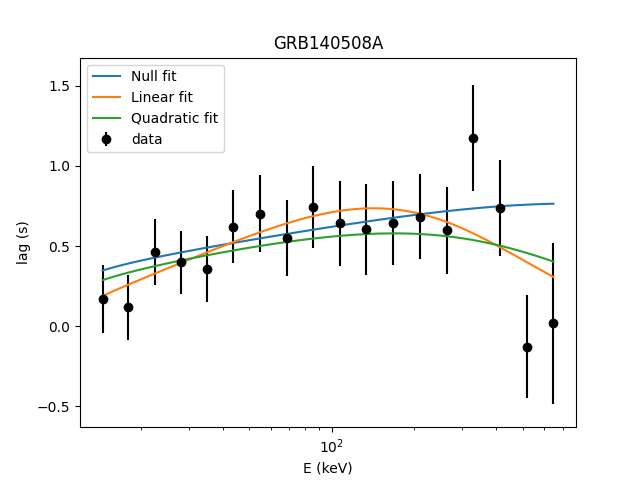 GRB140508A
Null fit
Linear fit
Quadratic fit
data
lag (s)
1.5
1.0
0.5
0.0
−0.5
10²
E (keV)